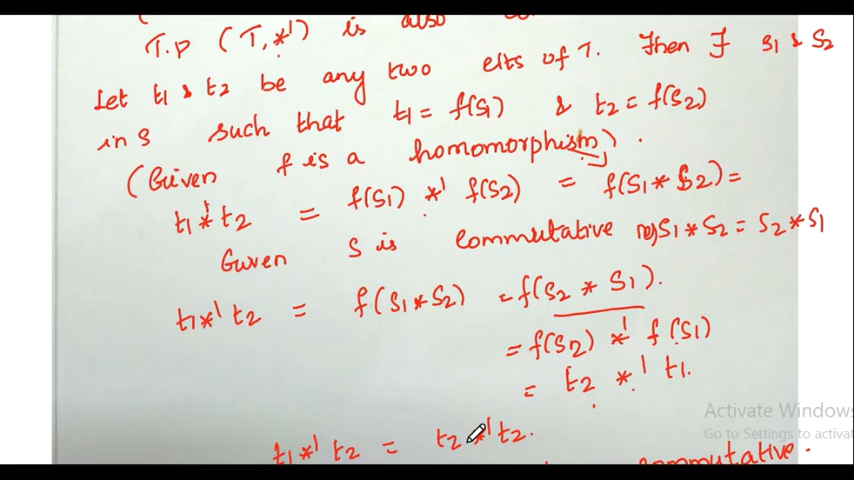 T.P (T, *') is also
Let t1 & t2 be any two elts of T. Then ∃ s1 & s2
in S such that t1 = f(s1) & t2 = f(s2)
(Given f is a homomorphism).
t1 *' t2 = f(s1) *' f(s2) = f(s1 * s2) =
Given S is commutative (ie) s1 * s2 = s2 * s1
t1 *' t2 = f(s1 * s2) = f(s2 * s1).
= f(s2) *' f(s1)
= t2 *' t1.
t1 *' t2 = t2 *' t2.
commutative.
Activate Windows
Go to Settings to activat